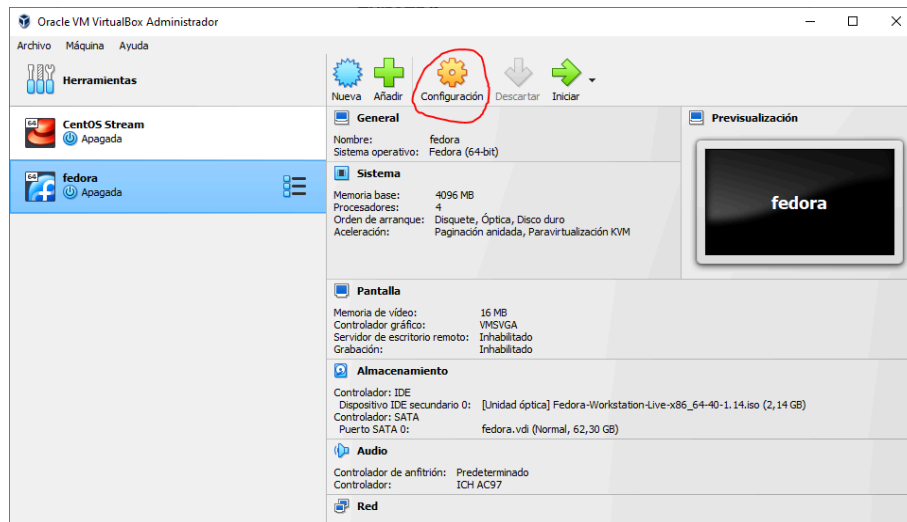 Oracle VM VirtualBox Administrador
Archivo Máquina Ayuda
Herramientas
Nueva Añadir Configuración Descartar Iniciar
64 CentOS Stream
Apagada
64 fedora
Apagada
General
Nombre: fedora
Sistema operativo: Fedora (64-bit)
Previsualización
fedora
Sistema
Memoria base: 4096 MB
Procesadores: 4
Orden de arranque: Disquete, Óptica, Disco duro
Aceleración: Paginación anidada, Paravirtualización KVM
Pantalla
Memoria de vídeo: 16 MB
Controlador gráfico: VMSVGA
Servidor de escritorio remoto: Inhabilitado
Grabación: Inhabilitado
Almacenamiento
Controlador: IDE
Dispositivo IDE secundario 0: [Unidad óptica] Fedora-Workstation-Live-x86_64-40-1.14.iso (2,14 GB)
Controlador: SATA
Puerto SATA 0: fedora.vdi (Normal, 62,30 GB)
Audio
Controlador de anfitrión: Predeterminado
Controlador: ICH AC97
Red